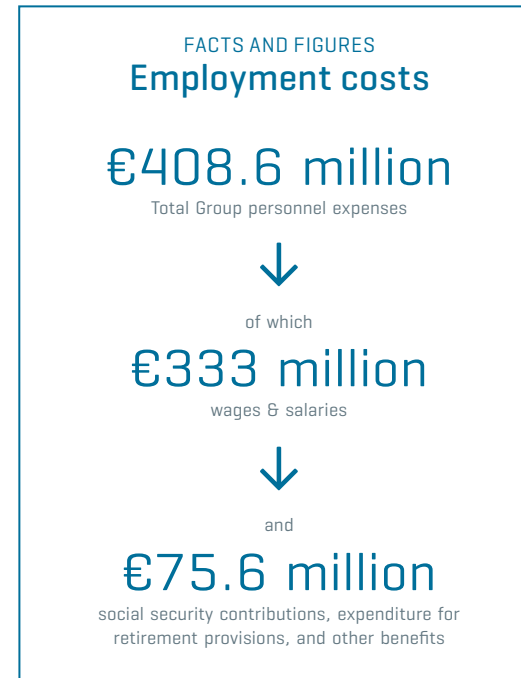 FACTS AND FIGURES
Employment costs
€408.6 million
Total Group personnel expenses
of which
€333 million
wages & salaries
and
€75.6 million
social security contributions, expenditure for
retirement provisions, and other benefits